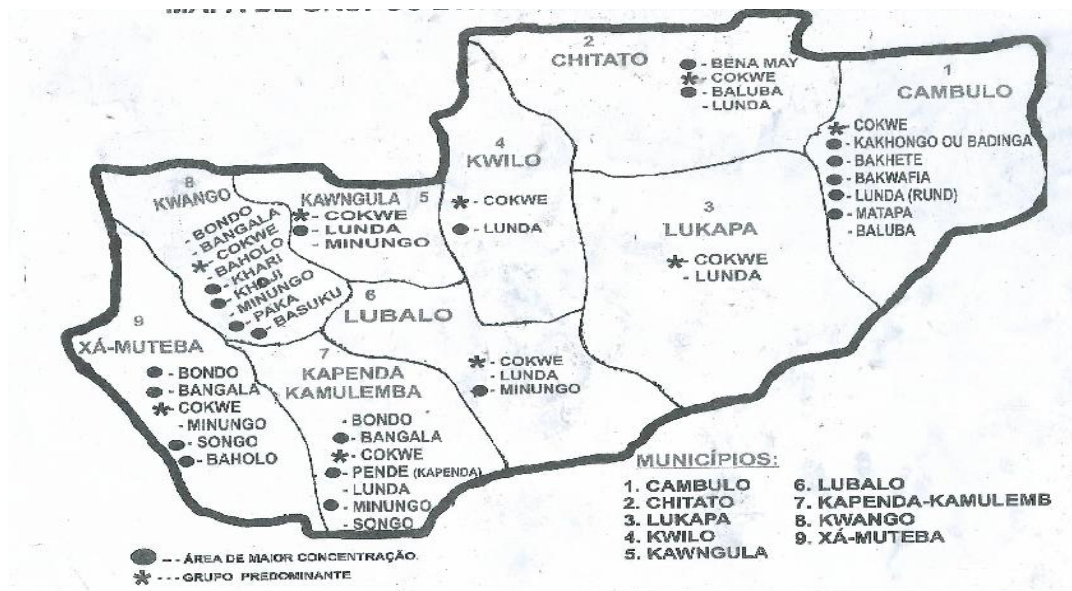 MAPA DE
2
CHITATO
- BENA MAY
* - COKWE
- BALUBA
- LUNDA
1
CAMBULO
* COKWE
- KAKHONGO OU BADINGA
- BAKHETE
- BAKWAFIA
- LUNDA (RUND)
- MATAPA
- BALUBA
4
KWILO
* - COKWE
- LUNDA
3
LUKAPA
* - COKWE
- LUNDA
8
KWANGO
- BONDO
- BANGALA
* - COKWE
- BAHOLO
- KHARI
- KHOJI
- MINUNGO
- PAKA
- BASUKU
KAWNGULA 5
* - COKWE
- LUNDA
- MINUNGO
6
LUBALO
* - COKWE
- LUNDA
- MINUNGO
9
XÁ-MUTEBA
- BONDO
- BANGALA
* - COKWE
- MINUNGO
- SONGO
- BAHOLO
7
KAPENDA
KAMULEMBA
- BONDO
- BANGALA
* - COKWE
- PENDE (KAPENDA)
- LUNDA
- MINUNGO
- SONGO
MUNICÍPIOS:
1. CAMBULO
2. CHITATO
3. LUKAPA
4. KWILO
5. KAWNGULA
6. LUBALO
7. KAPENDA-KAMULEMB
8. KWANGO
9. XÁ-MUTEBA
-- ÁREA DE MAIOR CONCENTRAÇÃO.
* --- GRUPO PREDOMINANTE